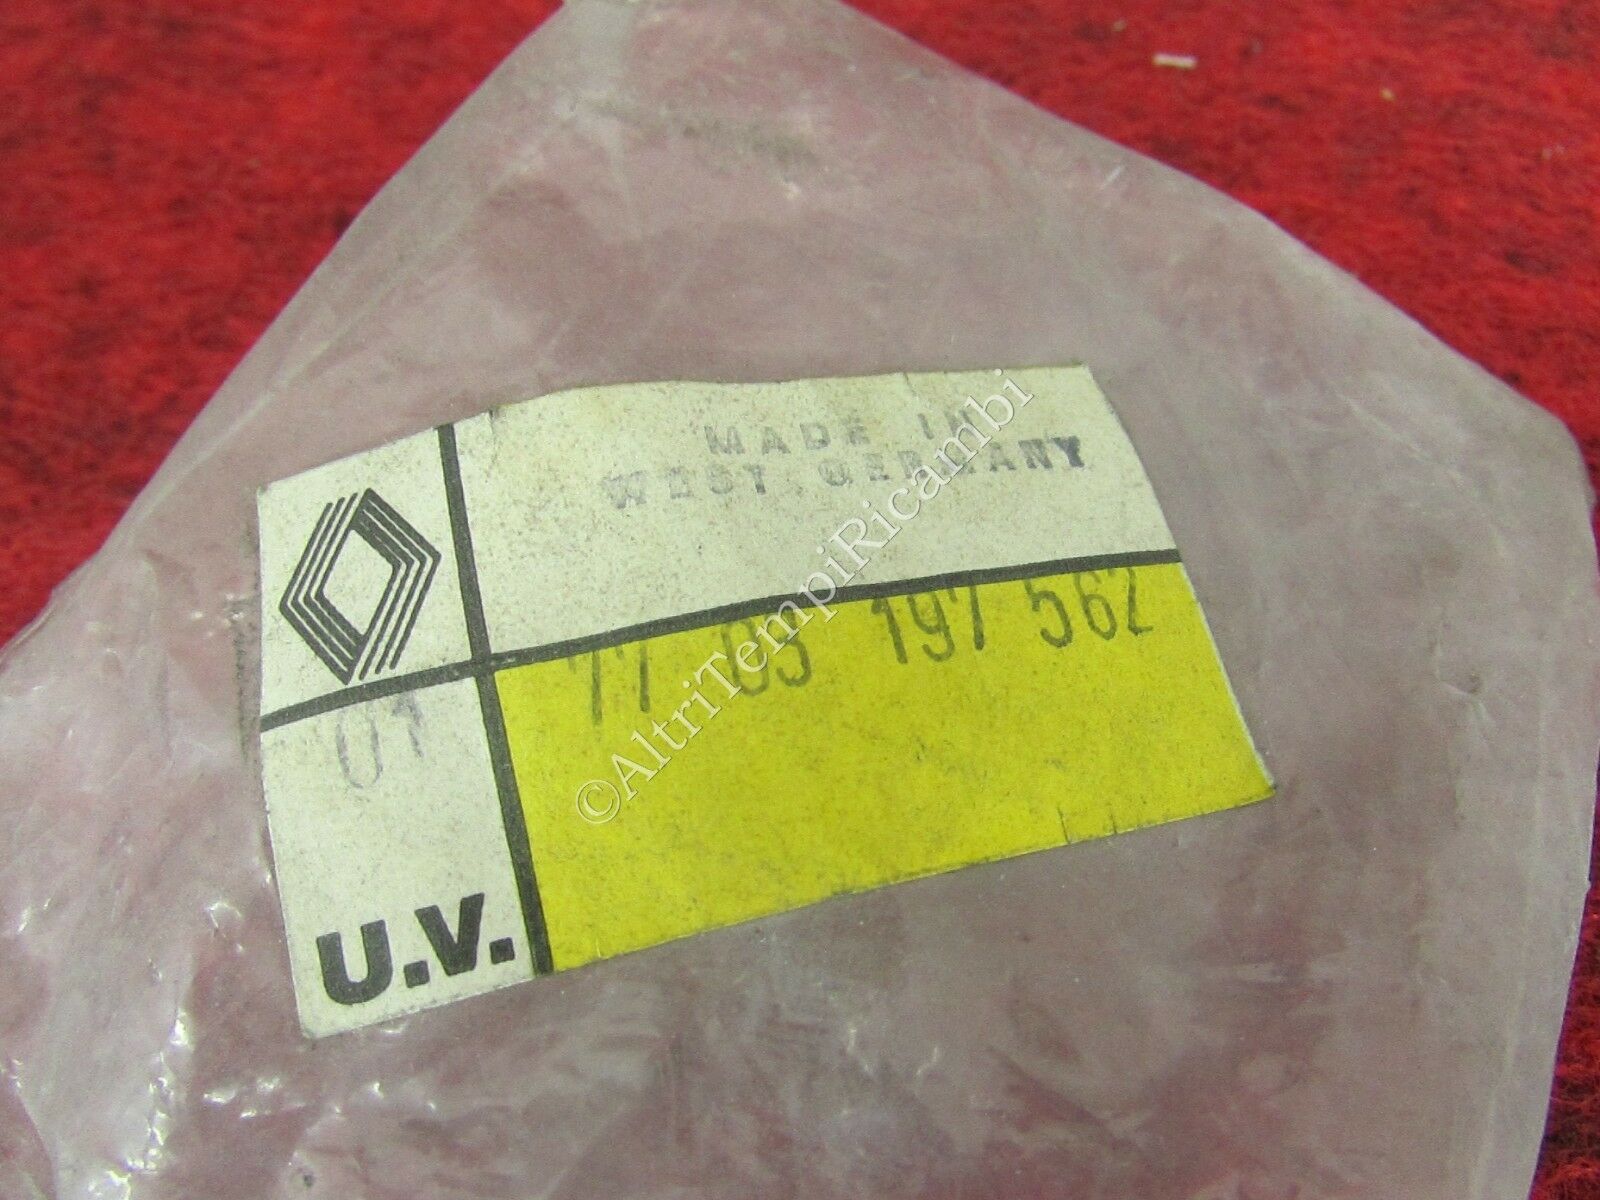 MADE IN
WEST GERMANY
77 03 197 562
01
U.V.
©AltriTempiRicambi